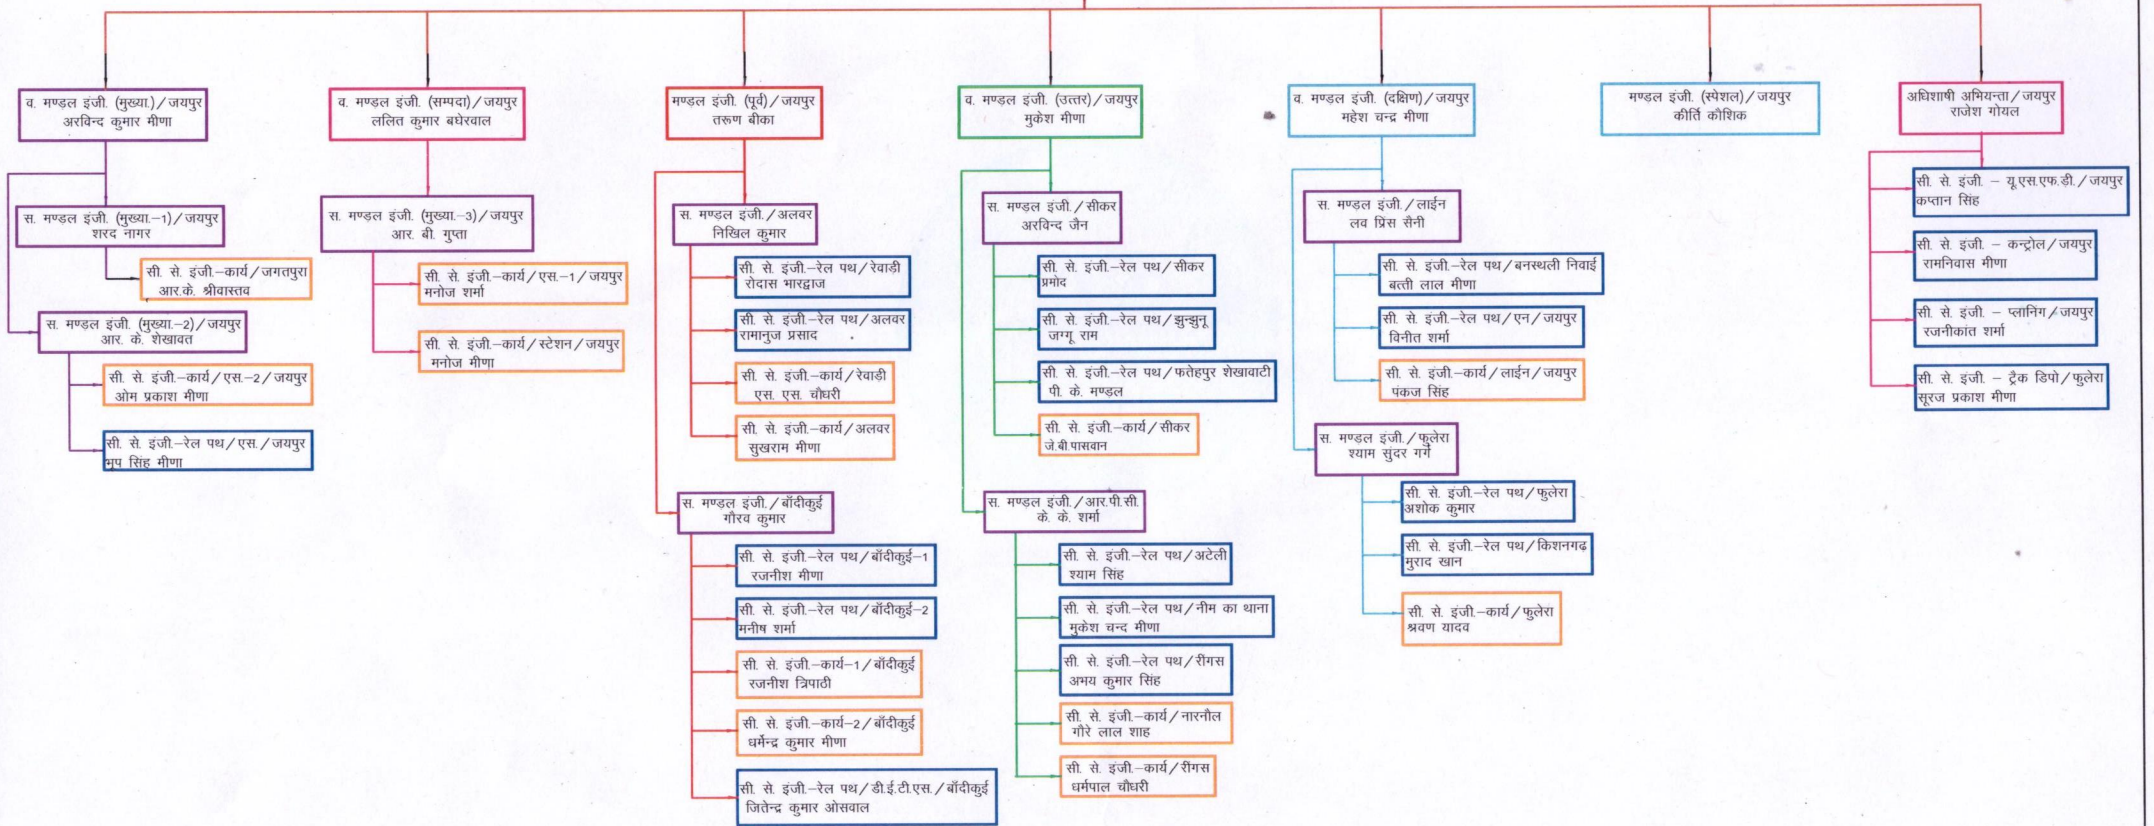 व. मण्डल इंजी. (मुख्या.)/जयपुर
अरविन्द कुमार मीणा
स. मण्डल इंजी. (मुख्या.–1)/जयपुर
शरद नागर
सी. से. इंजी.–कार्य/जगतपुरा
आर.के. श्रीवास्तव
स. मण्डल इंजी. (मुख्या.–2)/जयपुर
आर. के. शेखावत
सी. से. इंजी.–कार्य/एस.–2/जयपुर
ओम प्रकाश मीणा
सी. से. इंजी.–रेल पथ/एस./जयपुर
भूप सिंह मीणा
व. मण्डल इंजी. (सम्पदा)/जयपुर
ललित कुमार बघेरवाल
स. मण्डल इंजी. (मुख्या.–3)/जयपुर
आर. बी. गुप्ता
सी. से. इंजी.–कार्य/एस.–1/जयपुर
मनोज शर्मा
सी. से. इंजी.–कार्य/स्टेशन/जयपुर
मनोज मीणा
मण्डल इंजी. (पूर्व)/जयपुर
तरूण बीका
स. मण्डल इंजी./अलवर
निखिल कुमार
सी. से. इंजी.–रेल पथ/रेवाड़ी
रोदास भारद्वाज
सी. से. इंजी.–रेल पथ/अलवर
रामानुज प्रसाद
सी. से. इंजी.–कार्य/रेवाड़ी
एस. एस. चौधरी
सी. से. इंजी.–कार्य/अलवर
सुखराम मीणा
स. मण्डल इंजी./बाँदीकुई
गौरव कुमार
सी. से. इंजी.–रेल पथ/बाँदीकुई–1
रजनीश मीणा
सी. से. इंजी.–रेल पथ/बाँदीकुई–2
मनीष शर्मा
सी. से. इंजी.–कार्य–1/बाँदीकुई
रजनीश त्रिपाठी
सी. से. इंजी.–कार्य–2/बाँदीकुई
धर्मेन्द्र कुमार मीणा
सी. से. इंजी.–रेल पथ/डी.ई.टी.एस./बाँदीकुई
जितेन्द्र कुमार ओसवाल
व. मण्डल इंजी. (उत्तर)/जयपुर
मुकेश मीणा
स. मण्डल इंजी./सीकर
अरविन्द जैन
सी. से. इंजी.–रेल पथ/सीकर
प्रमोद
सी. से. इंजी.–रेल पथ/झुन्झुनू
जग्गू राम
सी. से. इंजी.–रेल पथ/फतेहपुर शेखावाटी
पी. के. मण्डल
सी. से. इंजी.–कार्य/सीकर
जे.बी.पासवान
स. मण्डल इंजी./आर.पी.सी.
के. के. शर्मा
सी. से. इंजी.–रेल पथ/अटेली
श्याम सिंह
सी. से. इंजी.–रेल पथ/नीम का थाना
मुकेश चन्द मीणा
सी. से. इंजी.–रेल पथ/रींगस
अभय कुमार सिंह
सी. से. इंजी.–कार्य/नारनौल
गौरे लाल शाह
सी. से. इंजी.–कार्य/रींगस
धर्मपाल चौधरी
व. मण्डल इंजी. (दक्षिण)/जयपुर
महेश चन्द्र मीणा
स. मण्डल इंजी./लाईन
लव प्रिंस सैनी
सी. से. इंजी.–रेल पथ/बनस्थली निवाई
बत्ती लाल मीणा
सी. से. इंजी.–रेल पथ/एन/जयपुर
विनीत शर्मा
सी. से. इंजी.–कार्य/लाईन/जयपुर
पंकज सिंह
स. मण्डल इंजी./फुलेरा
श्याम सुंदर गर्ग
सी. से. इंजी.–रेल पथ/फुलेरा
अशोक कुमार
सी. से. इंजी.–रेल पथ/किशनगढ़
मुराद खान
सी. से. इंजी.–कार्य/फुलेरा
श्रवण यादव
मण्डल इंजी. (स्पेशल)/जयपुर
कीर्ति कौशिक
अधिशाषी अभियन्ता/जयपुर
राजेश गोयल
सी. से. इंजी. – यू.एस.एफ.डी./जयपुर
कप्तान सिंह
सी. से. इंजी. – कन्ट्रोल/जयपुर
रामनिवास मीणा
सी. से. इंजी. – प्लानिंग/जयपुर
रजनीकांत शर्मा
सी. से. इंजी. – ट्रैक डिपो/फुलेरा
सूरज प्रकाश मीणा